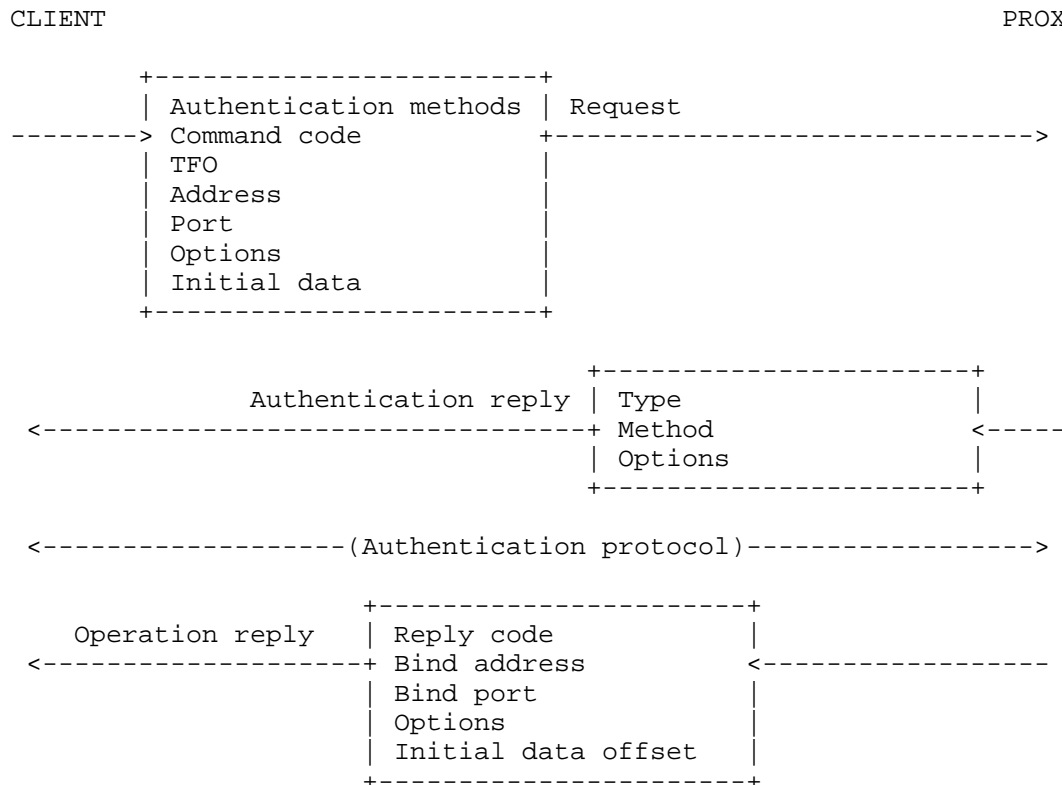 CLIENT PROX
+------------------------+
| Authentication methods | Request
--------> Command code +------------------------------>
| TFO |
| Address |
| Port |
| Options |
| Initial data |
+------------------------+
+-----------------------+
Authentication reply | Type |
<----------------------------------+ Method <-----
| Options |
+-----------------------+
<-------------------(Authentication protocol)------------------>
+-----------------------+
Operation reply | Reply code |
<--------------------+ Bind address <------------------
| Bind port |
| Options |
| Initial data offset |
+-----------------------+